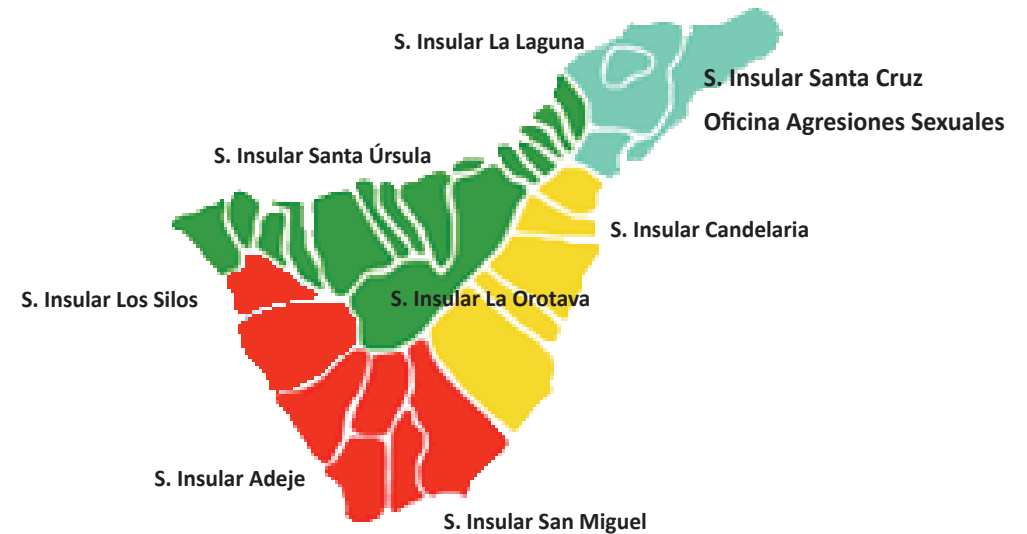 S. Insular La Laguna
S. Insular Santa Cruz
Oficina Agresiones Sexuales
S. Insular Santa Úrsula
S. Insular Candelaria
S. Insular Los Silos
S. Insular La Orotava
S. Insular Adeje
S. Insular San Miguel